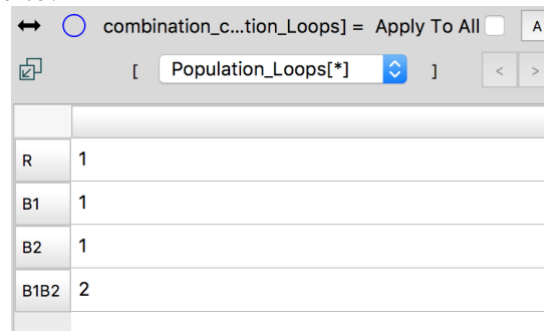 combination_c...tion_Loops] = Apply To All A
[ Population_Loops[*] ] < >
R 1
B1 1
B2 1
B1B2 2